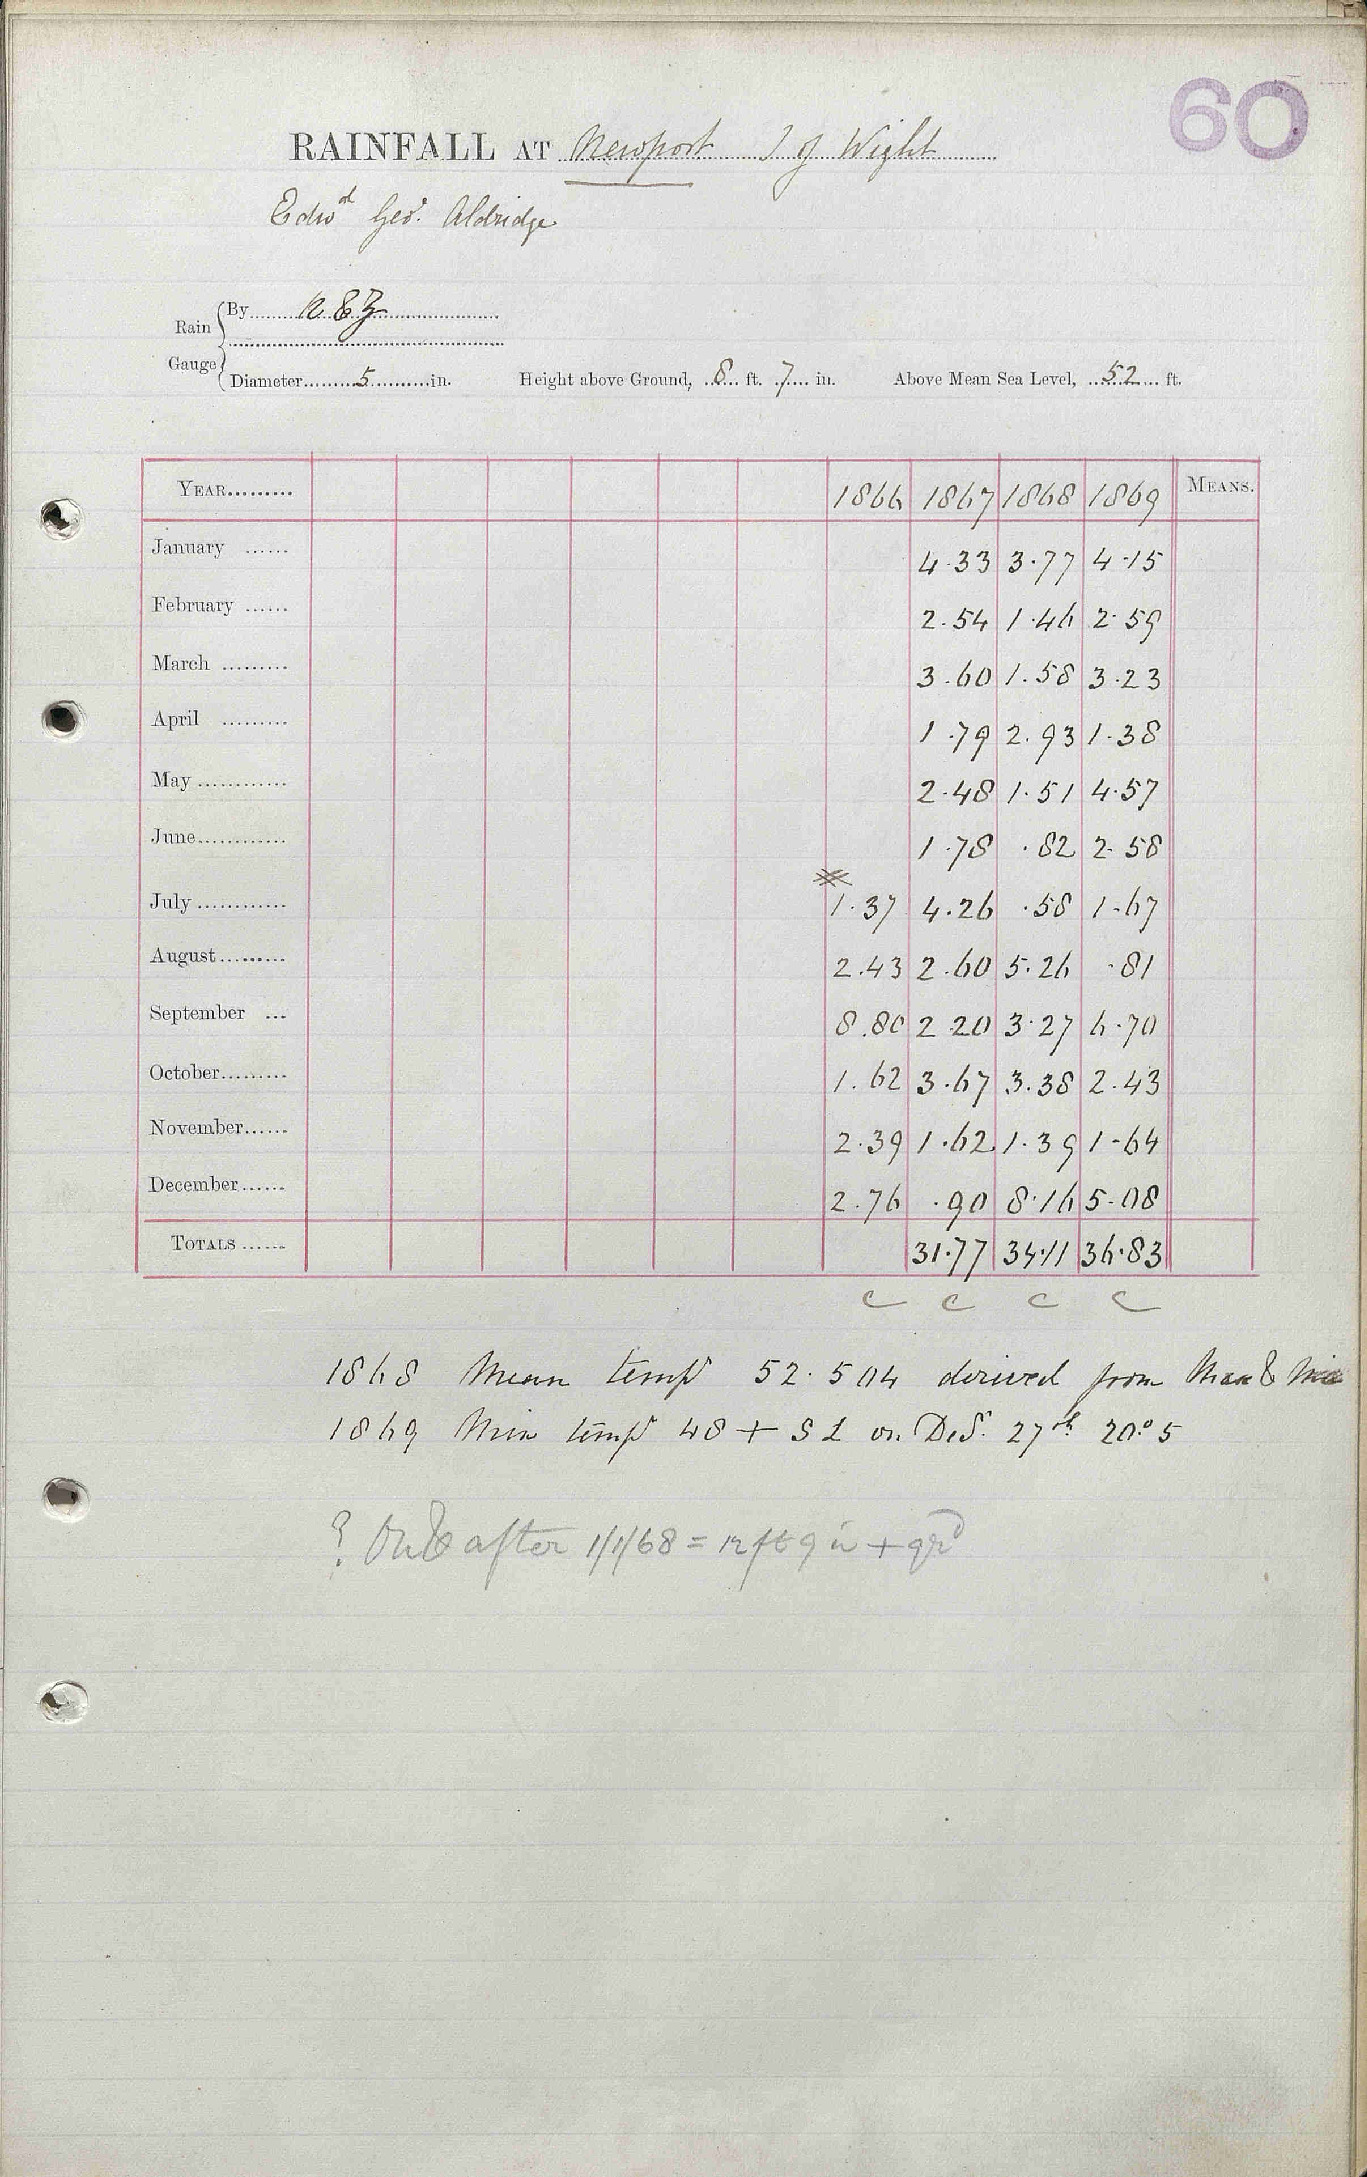 60
RAINFALL AT Newport I of Wight
Edwd Geo. Aldridge
Rain Gauge
By
Diameter 5 in. Height above Ground, 8 ft. 7 in. Above Mean Sea Level, 52 ft.
YEAR 1866 1867 1868 1869 MEANS.
January 4.33 3.77 4.15
February 2.54 1.46 2.59
March 3.60 1.58 3.23
April 1.79 2.93 1.38
May 2.48 1.51 4.57
June 1.78 .82 2.58
July 1.37 4.26 .58 1.67
August 2.43 2.60 5.26 .81
September 8.80 2.20 3.27 6.70
October 1.62 3.67 3.38 2.43
November 2.39 1.62 1.39 1.64
December 2.76 .90 8.16 5.08
TOTALS 31.77 34.11 36.83
c c c c
1868 Mean temp 52.504 derived from Max & Min
1869 Min temp 48 + on Dec. 27th 20.°5
? On & after 1/1/68 = 12 ft 9 in + grd